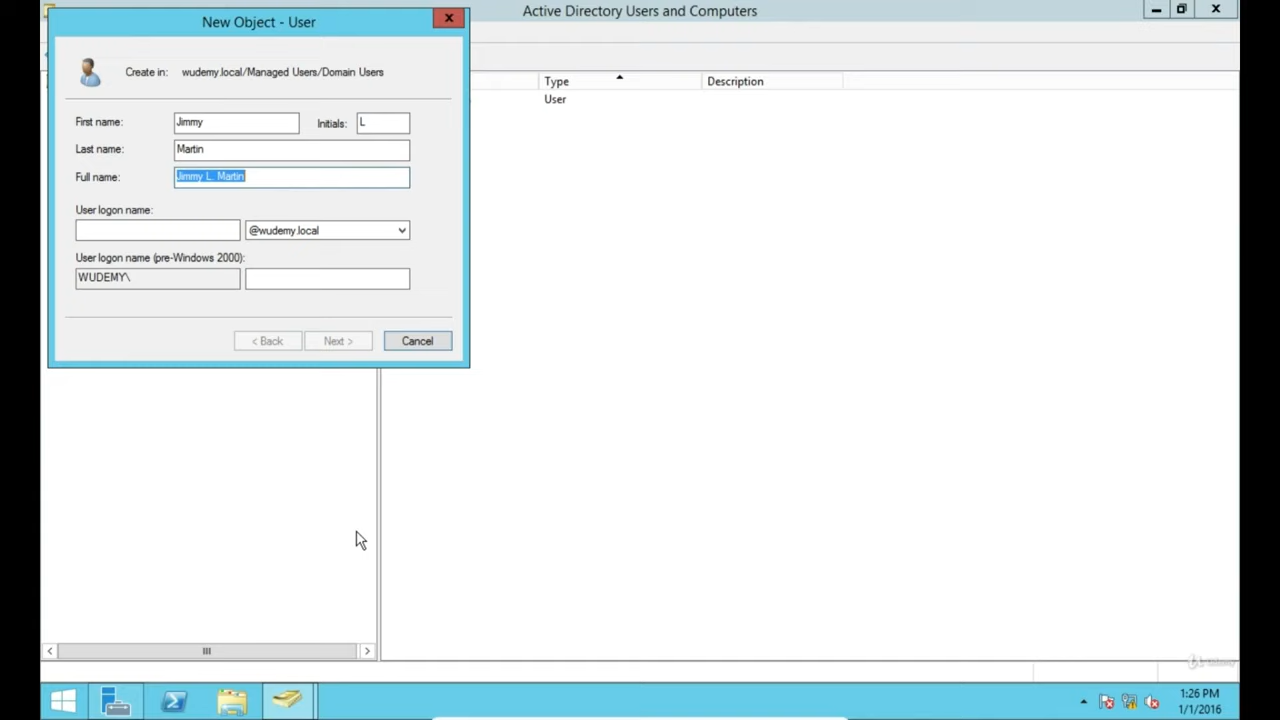 New Object - User
Active Directory Users and Computers
Create in: wudemy.local/Managed Users/Domain Users
Type
Description
User
First name: Jimmy Initials: L
Last name: Martin
Full name: Jimmy L. Martin
User logon name:
@wudemy.local
User logon name (pre-Windows 2000):
WUDEMY\
< Back
Next >
Cancel
Udemy
1:26 PM
1/1/2016